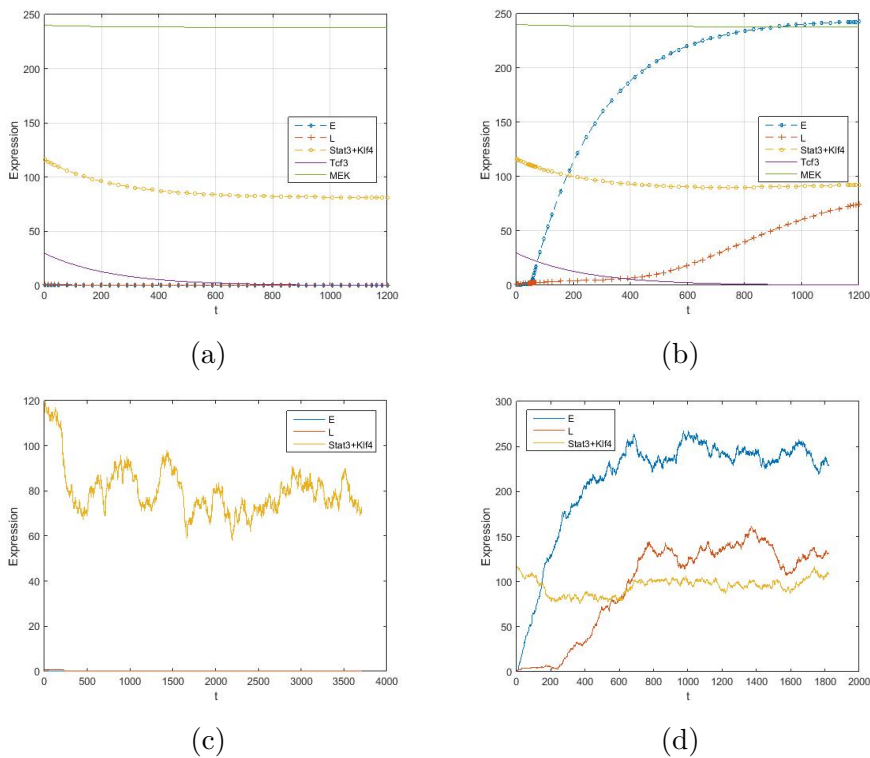 250
200
150
100
50
0
Expression
0 200 400 600 800 1000 1200
t
E
L
Stat3+Klf4
Tcf3
MEK
(a)
250
200
150
100
50
0
Expression
0 200 400 600 800 1000 1200
t
E
L
Stat3+Klf4
Tcf3
MEK
(b)
120
100
80
60
40
20
0
Expression
0 500 1000 1500 2000 2500 3000 3500 4000
t
E
L
Stat3+Klf4
(c)
300
250
200
150
100
50
0
Expression
0 200 400 600 800 1000 1200 1400 1600 1800 2000
t
E
L
Stat3+Klf4
(d)